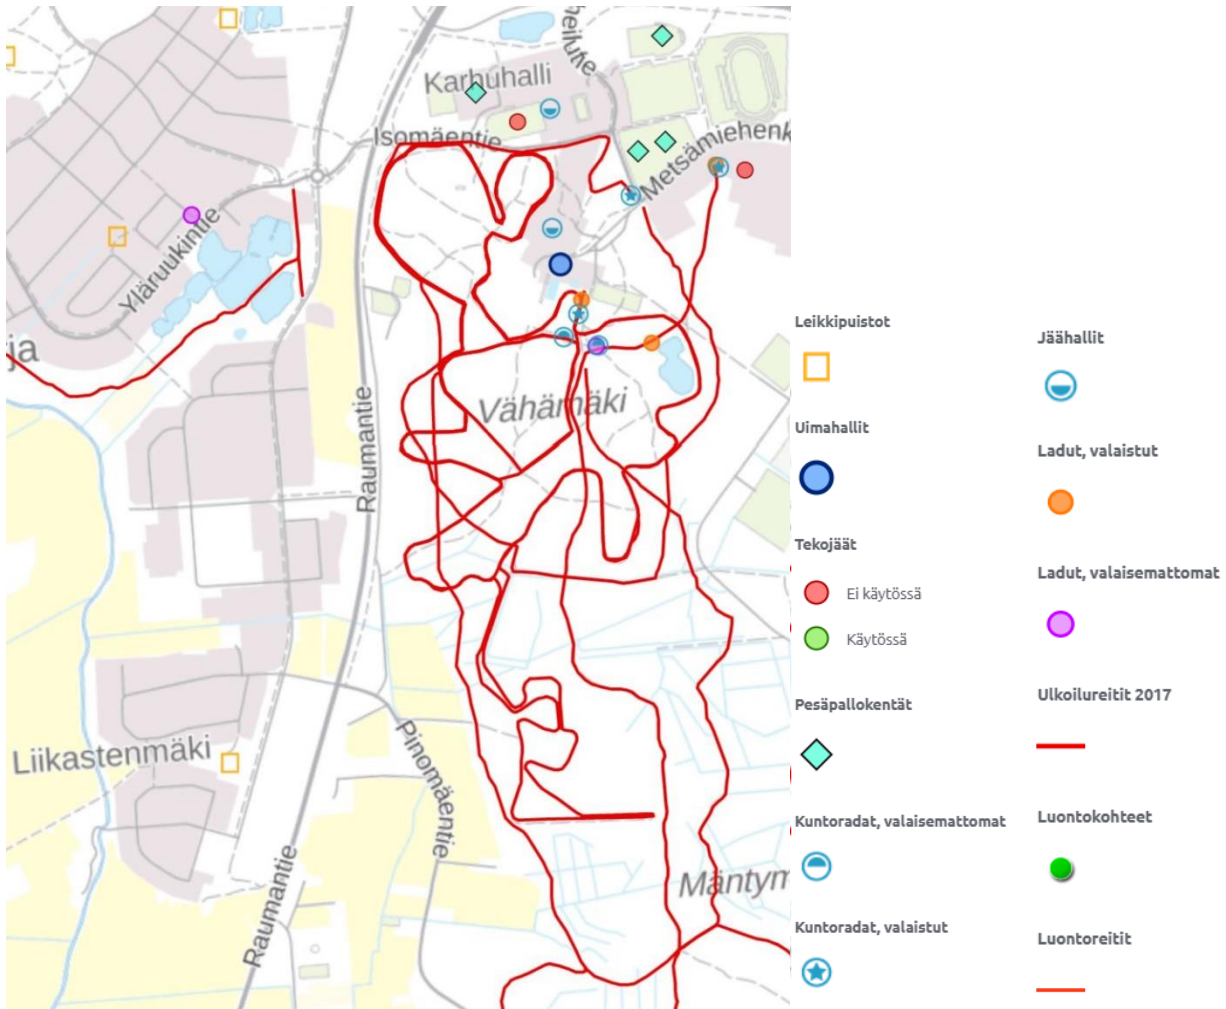 Karhuhalli
Isomäentie
Metsämiehenk
Yläruukintie
ja
Vähämäki
Raumantie
Liikastenmäki
Pinomäentie
Raumantie
Mäntym
Leikkipuistot
Uimahallit
Tekojäät
Ei käytössä
Käytössä
Pesäpallokentät
Kuntoradat, valaisemattomat
Kuntoradat, valaistut
Jäähallit
Ladut, valaistut
Ladut, valaisemattomat
Ulkoilureitit 2017
Luontokohteet
Luontoreitit